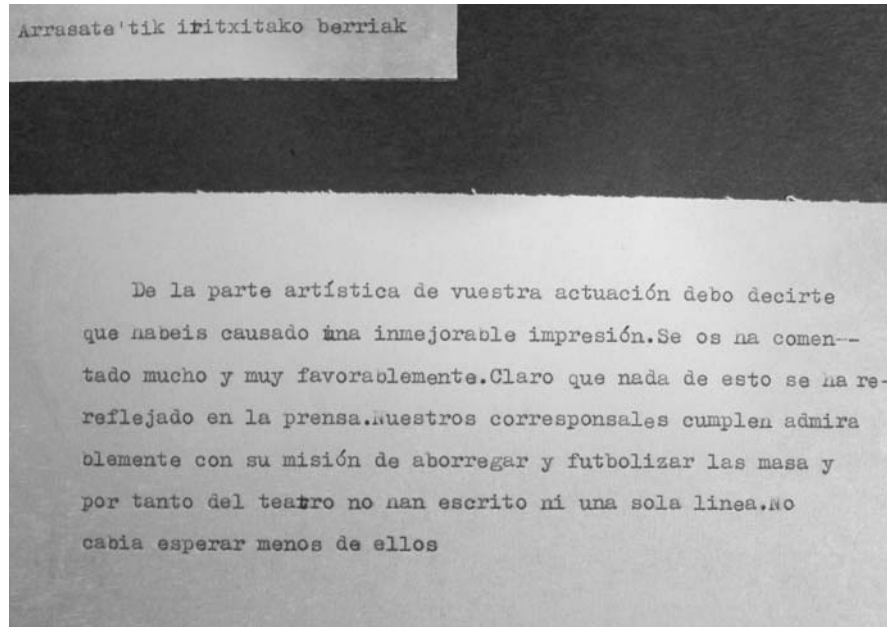 Arrasate'tik iritxitako berriak
De la parte artística de vuestra actuación debo decirte
que habeis causado una inmejorable impresión.Se os ha comen--
tado mucho y muy favorablemente.Claro que nada de esto se ha re-
reflejado en la prensa.Nuestros corresponsales cumplen admira
blemente con su misión de aborregar y futbolizar las masa y
por tanto del teatro no han escrito ni una sola linea.No
cabia esperar menos de ellos